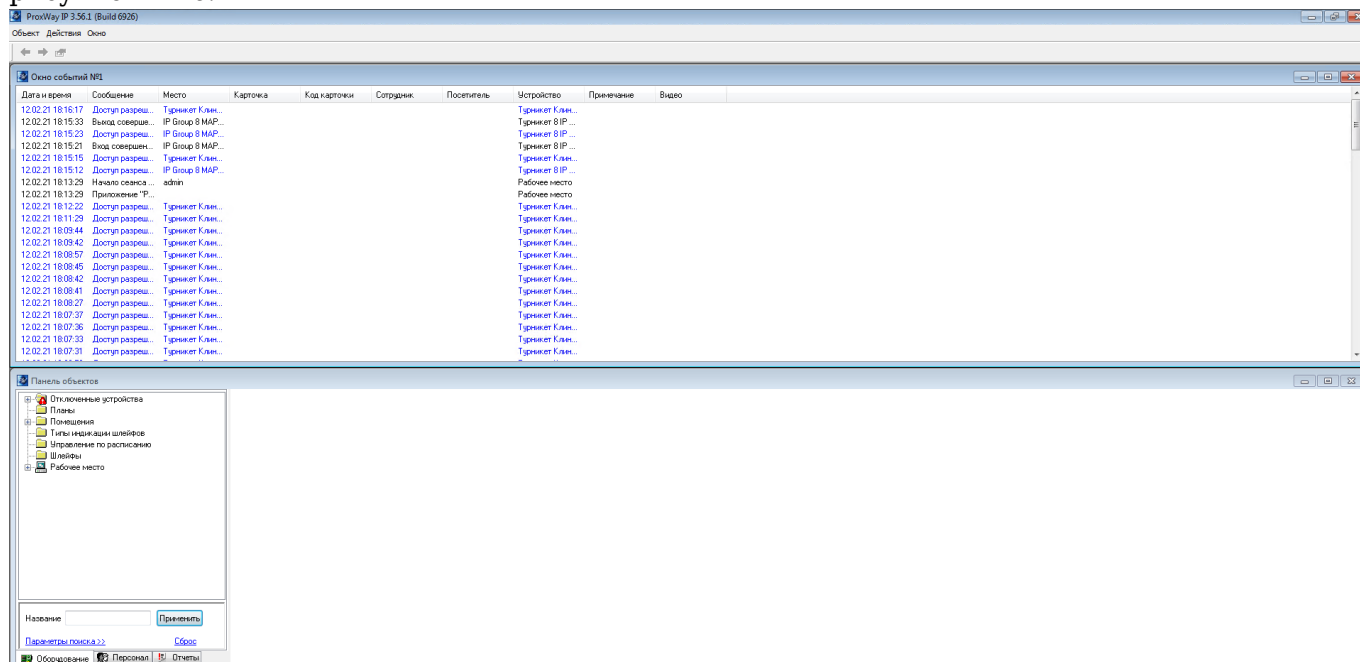 ProxWay IP 3.56.1 (Build 6926)
Объект Действия Окно
Окно событий №1
Дата и время Сообщение Место Карточка Код карточки Сотрудник Посетитель Устройство Примечание Видео
12.02.21 18:16:17 Доступ разреш... Турникет Клин... Турникет Клин...
12.02.21 18:15:33 Выход соверше... IP Group 8 МАР... Турникет 8 IP ...
12.02.21 18:15:23 Доступ разреш... IP Group 8 МАР... Турникет 8 IP ...
12.02.21 18:15:21 Вход совершен... IP Group 8 МАР... Турникет 8 IP ...
12.02.21 18:15:15 Доступ разреш... Турникет Клин... Турникет Клин...
12.02.21 18:15:12 Доступ разреш... IP Group 8 МАР... Турникет 8 IP ...
12.02.21 18:13:29 Начало сеанса ... admin Рабочее место
12.02.21 18:13:29 Приложение "P... Рабочее место
12.02.21 18:12:22 Доступ разреш... Турникет Клин... Турникет Клин...
12.02.21 18:11:29 Доступ разреш... Турникет Клин... Турникет Клин...
12.02.21 18:09:44 Доступ разреш... Турникет Клин... Турникет Клин...
12.02.21 18:09:42 Доступ разреш... Турникет Клин... Турникет Клин...
12.02.21 18:08:57 Доступ разреш... Турникет Клин... Турникет Клин...
12.02.21 18:08:45 Доступ разреш... Турникет Клин... Турникет Клин...
12.02.21 18:08:42 Доступ разреш... Турникет Клин... Турникет Клин...
12.02.21 18:08:41 Доступ разреш... Турникет Клин... Турникет Клин...
12.02.21 18:08:27 Доступ разреш... Турникет Клин... Турникет Клин...
12.02.21 18:07:37 Доступ разреш... Турникет Клин... Турникет Клин...
12.02.21 18:07:36 Доступ разреш... Турникет Клин... Турникет Клин...
12.02.21 18:07:33 Доступ разреш... Турникет Клин... Турникет Клин...
12.02.21 18:07:31 Доступ разреш... Турникет Клин... Турникет Клин...
Панель объектов
Отключенные устройства
Планы
Помещения
Типы индикации шлейфов
Управление по расписанию
Шлейфы
Рабочее место
Название Применить
Параметры поиска >> Сброс
Оборудование Персонал Отчеты